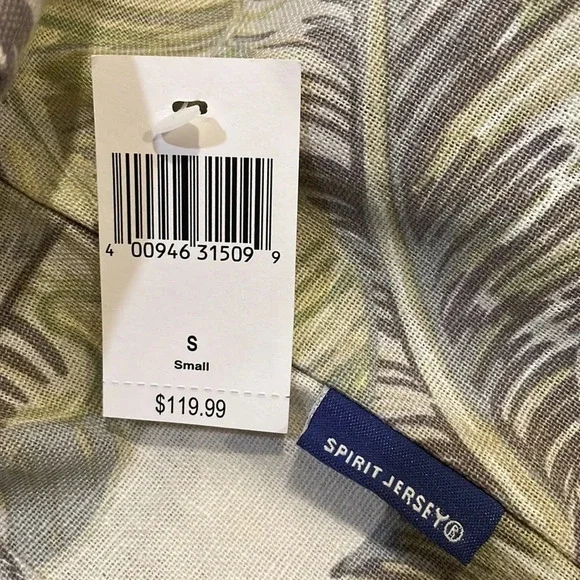 4 00946 31509 9
S
Small
$119.99
SPIRIT JERSEY®